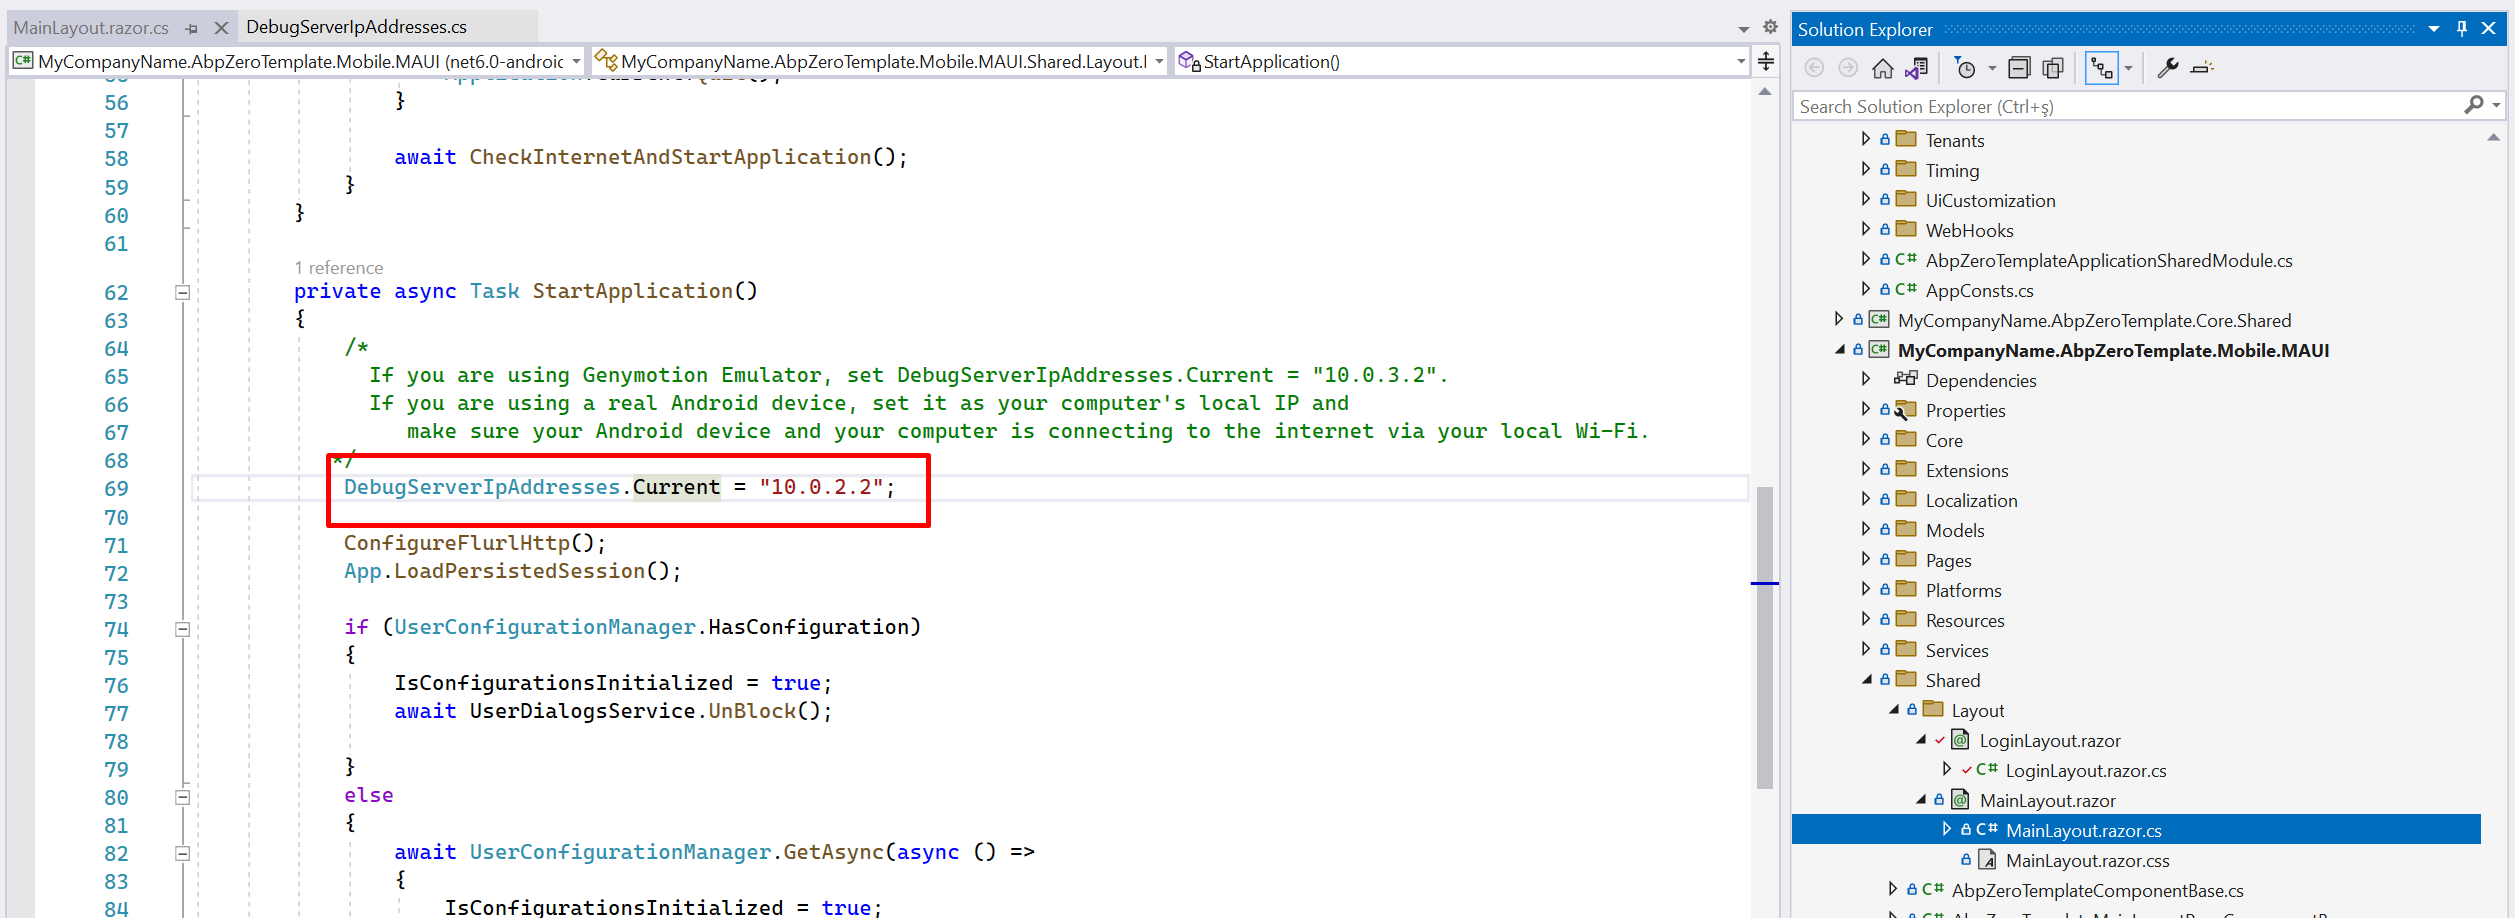 MainLayout.razor.cs
DebugServerIpAddresses.cs
MyCompanyName.AbpZeroTemplate.Mobile.MAUI (net6.0-android
MyCompanyName.AbpZeroTemplate.Mobile.MAUI.Shared.Layout.
StartApplication()
56 }
57
58 await CheckInternetAndStartApplication();
59 }
60 }
61
1 reference
62 private async Task StartApplication()
63 {
64 /*
65 If you are using Genymotion Emulator, set DebugServerIpAddresses.Current = "10.0.3.2".
66 If you are using a real Android device, set it as your computer's local IP and
67 make sure your Android device and your computer is connecting to the internet via your local Wi-Fi.
68 */
69 DebugServerIpAddresses.Current = "10.0.2.2";
70
71 ConfigureFlurlHttp();
72 App.LoadPersistedSession();
73
74 if (UserConfigurationManager.HasConfiguration)
75 {
76 IsConfigurationsInitialized = true;
77 await UserDialogsService.UnBlock();
78
79 }
80 else
81 {
82 await UserConfigurationManager.GetAsync(async () =>
83 {
84 IsConfigurationsInitialized = true;
Solution Explorer
Search Solution Explorer (Ctrl+ş)
Tenants
Timing
UiCustomization
WebHooks
C# AbpZeroTemplateApplicationSharedModule.cs
C# AppConsts.cs
C# MyCompanyName.AbpZeroTemplate.Core.Shared
C# MyCompanyName.AbpZeroTemplate.Mobile.MAUI
Dependencies
Properties
Core
Extensions
Localization
Models
Pages
Platforms
Resources
Services
Shared
Layout
LoginLayout.razor
C# LoginLayout.razor.cs
MainLayout.razor
C# MainLayout.razor.cs
MainLayout.razor.css
C# AbpZeroTemplateComponentBase.cs